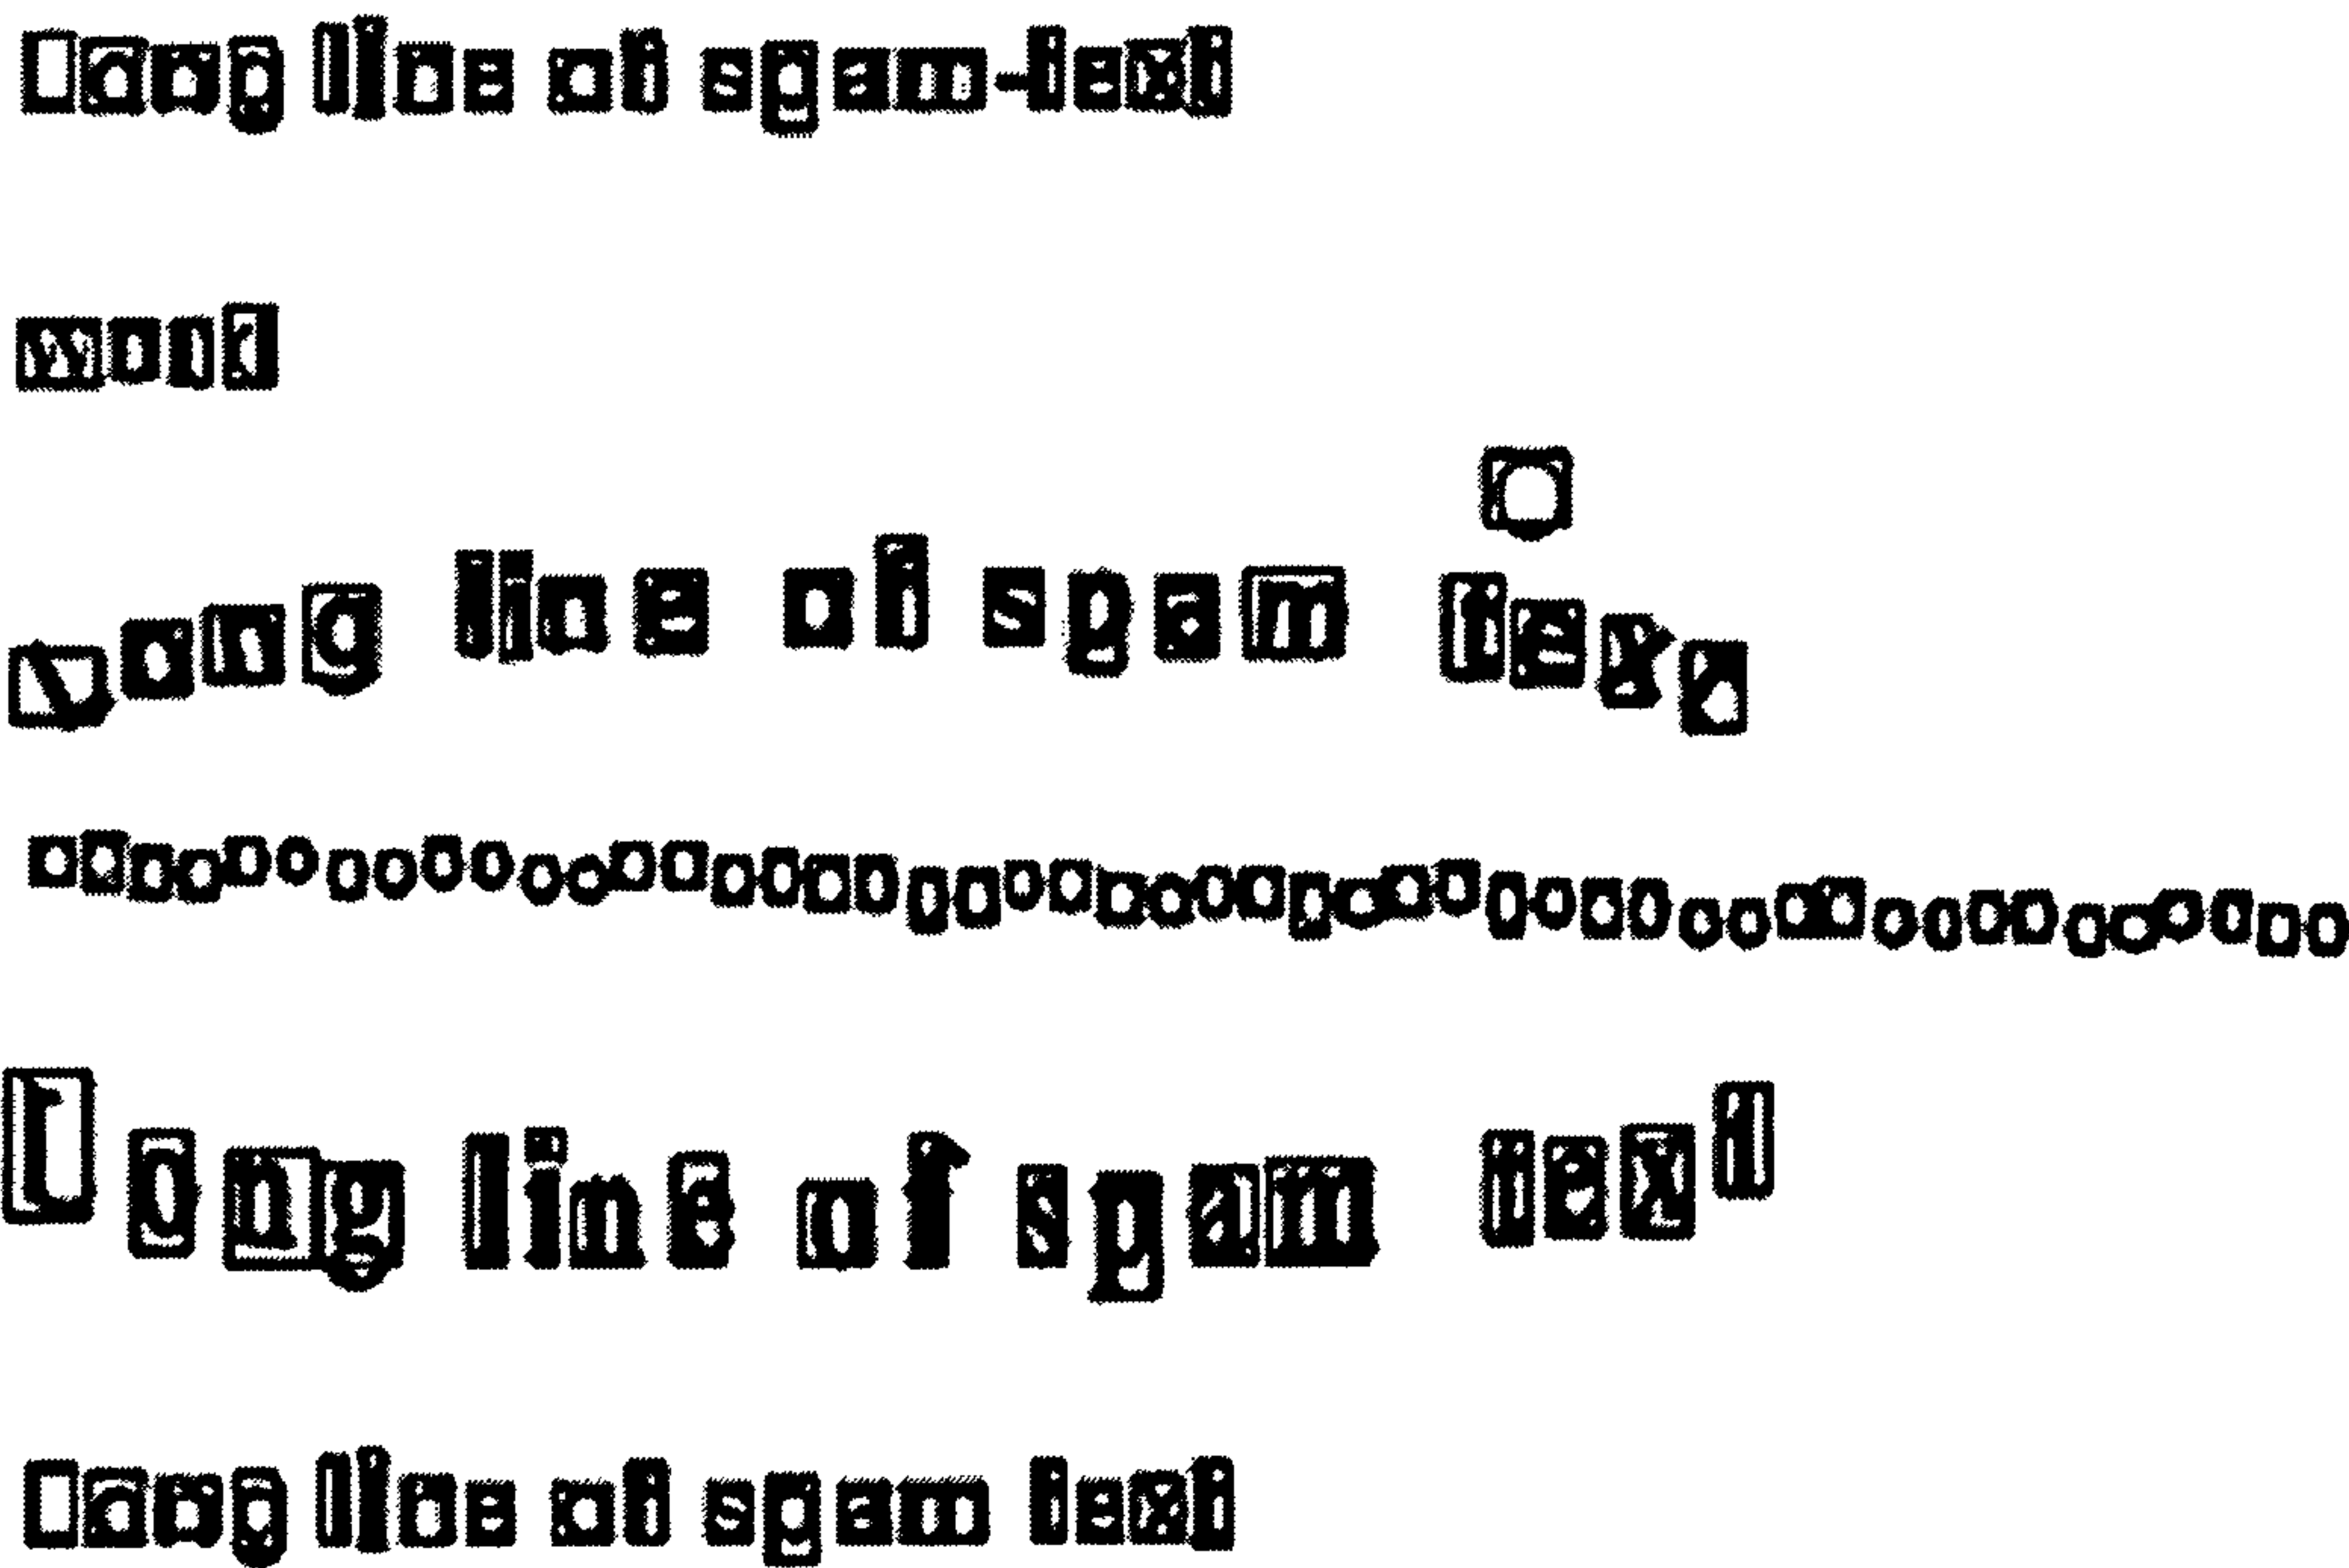 Long line of spam-text
word
Long line of spam text
Long line of spam text
Long line of spam text